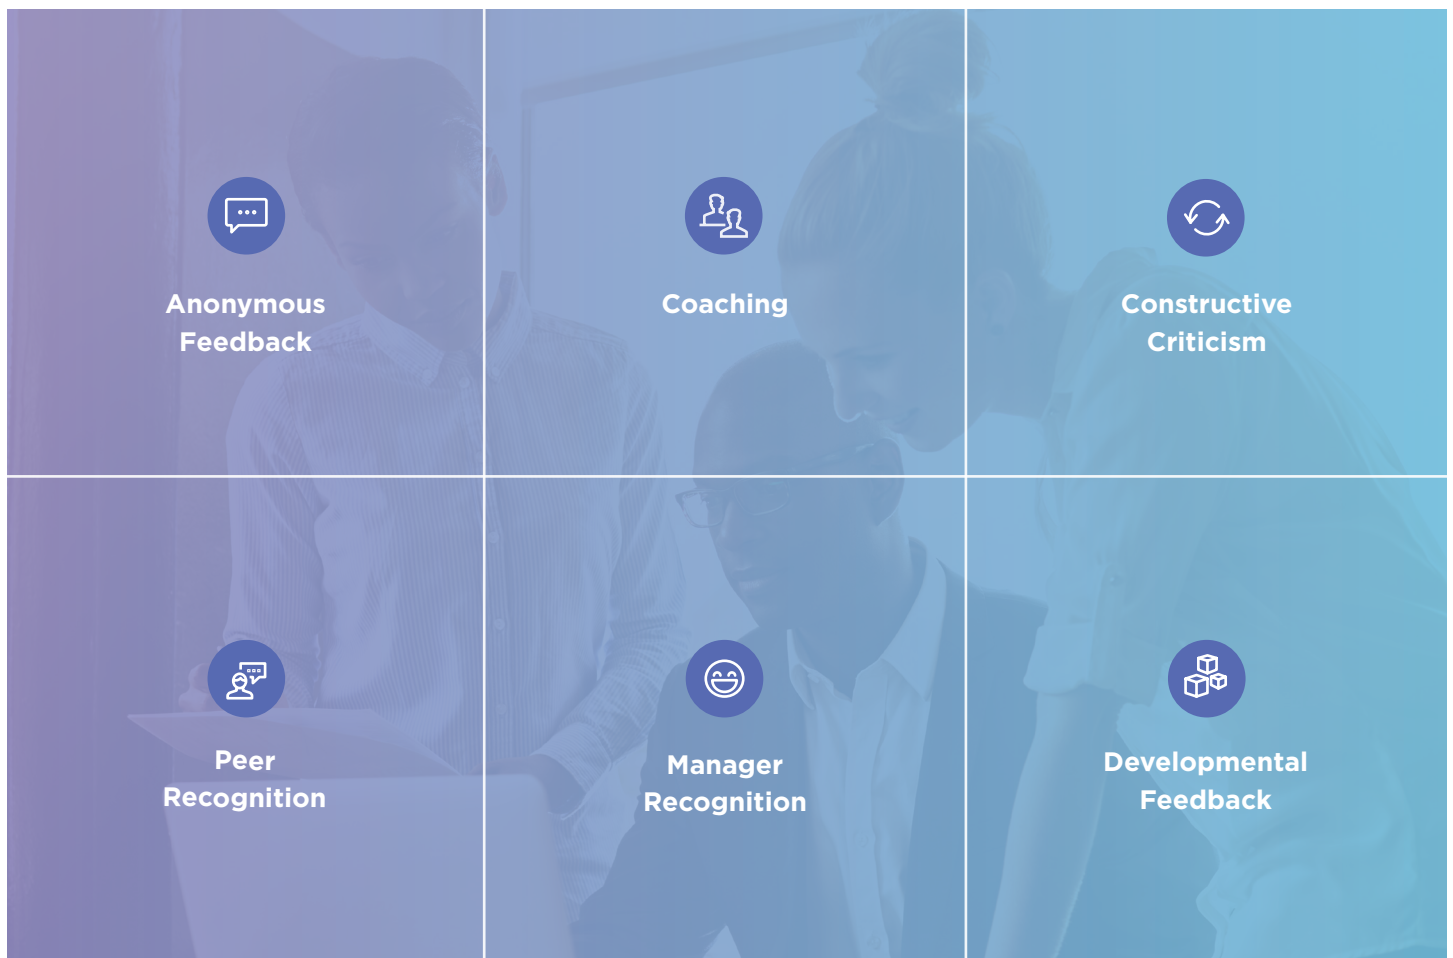 Anonymous
Feedback
Coaching
Constructive
Criticism
Peer
Recognition
Manager
Recognition
Developmental
Feedback